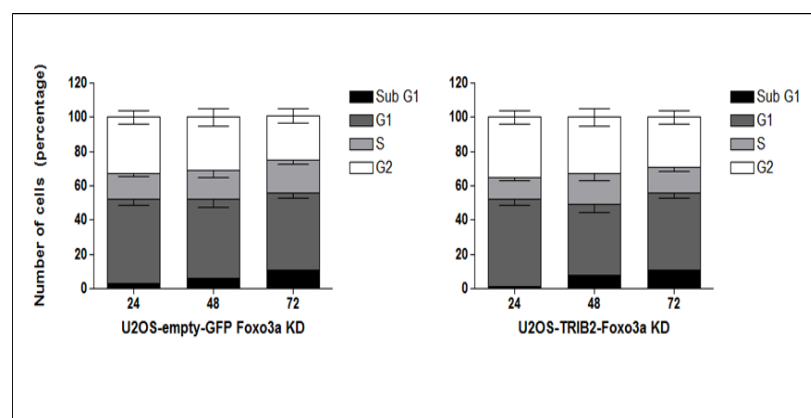 Number of cells (percentage)
120
100
80
60
40
20
0
24 48 72
U2OS-empty-GFP Foxo3a KD
Sub G1
G1
S
G2
120
100
80
60
40
20
0
24 48 72
U2OS-TRIB2-Foxo3a KD
Sub G1
G1
S
G2